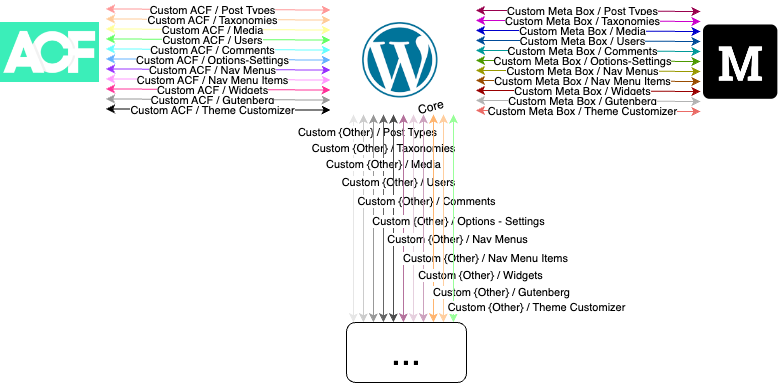 ACF
Custom ACF / Post Types
Custom ACF / Taxonomies
Custom ACF / Media
Custom ACF / Users
Custom ACF / Comments
Custom ACF / Options-Settings
Custom ACF / Nav Menus
Custom ACF / Nav Menu Items
Custom ACF / Widgets
Custom ACF / Gutenberg
Custom ACF / Theme Customizer
W
Core
Custom Meta Box / Post Types
Custom Meta Box / Taxonomies
Custom Meta Box / Media
Custom Meta Box / Users
Custom Meta Box / Comments
Custom Meta Box / Options-Settings
Custom Meta Box / Nav Menus
Custom Meta Box / Nav Menu Items
Custom Meta Box / Widgets
Custom Meta Box / Gutenberg
Custom Meta Box / Theme Customizer
M
Custom {Other} / Post Types
Custom {Other} / Taxonomies
Custom {Other} / Media
Custom {Other} / Users
Custom {Other} / Comments
Custom {Other} / Options - Settings
Custom {Other} / Nav Menus
Custom {Other} / Nav Menu Items
Custom {Other} / Widgets
Custom {Other} / Gutenberg
Custom {Other} / Theme Customizer
...